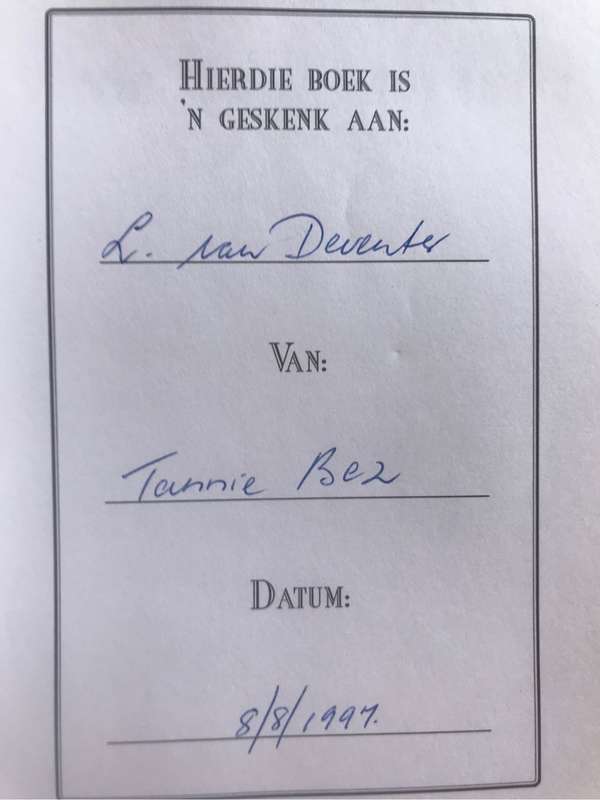 HIERDIE BOEK IS
'N GESKENK AAN:
L. van Deventer
VAN:
Tannie Bez
DATUM:
8/8/1997.